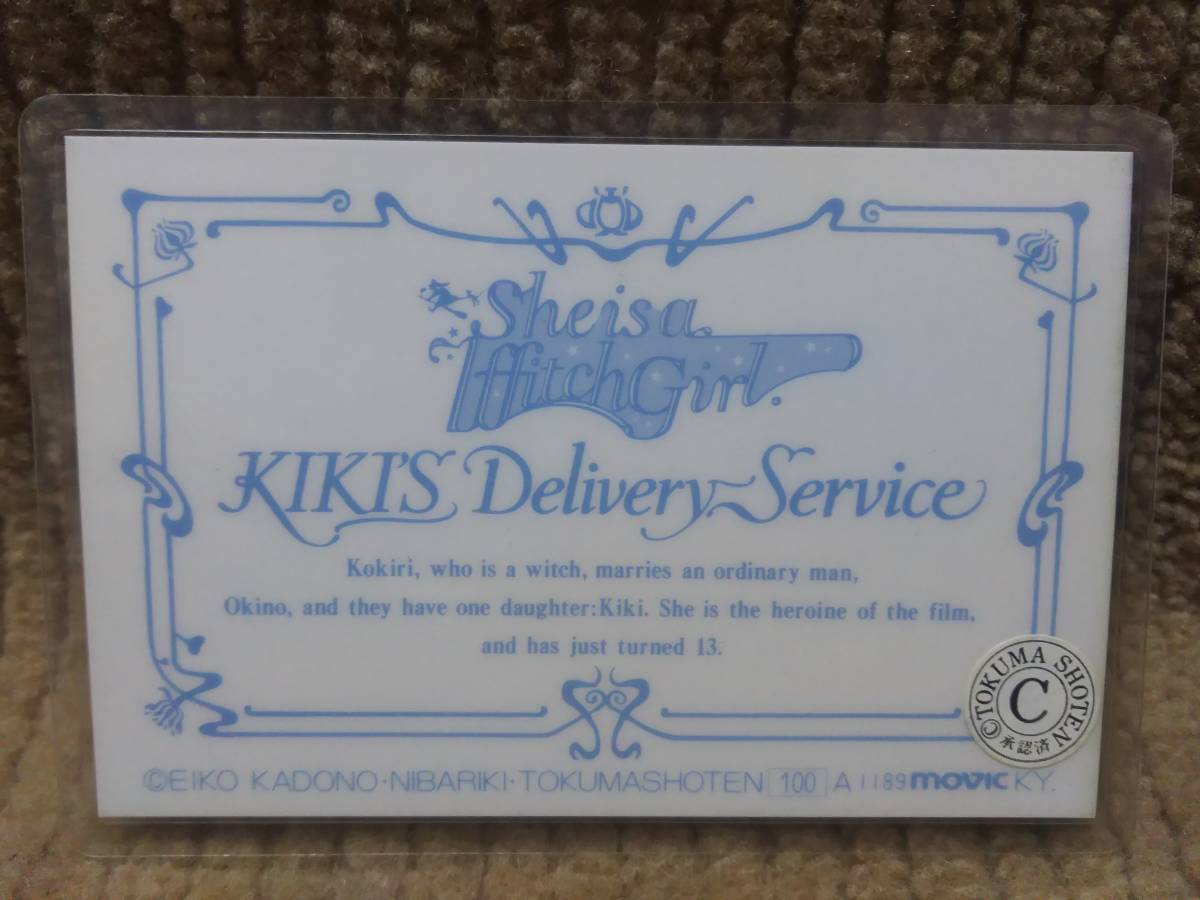 She is a
Witch Girl.
KIKI'S Delivery Service
Kokiri, who is a witch, marries an ordinary man,
Okino, and they have one daughter:Kiki. She is the heroine of the film,
and has just turned 13.
©TOKUMA SHOTEN
C
承認済
©EIKO KADONO·NIBARIKI·TOKUMASHOTEN 100 A 1189 movic KY.